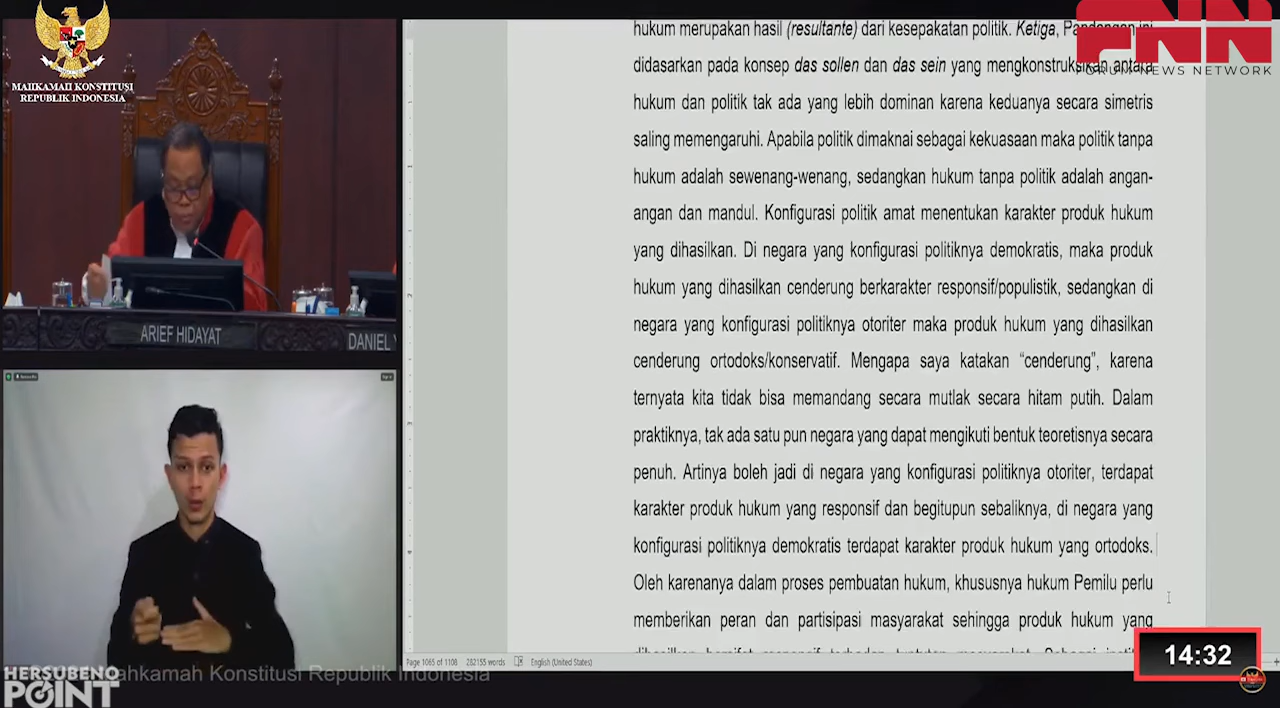 MAHKAMAH KONSTITUSI
REPUBLIK INDONESIA
ARIEF HIDAYAT
DANIEL
hukum merupakan hasil (resultante) dari kesepakatan politik. Ketiga, Pandangan ini
didasarkan pada konsep das sollen dan das sein yang mengkonstruksikan antara
hukum dan politik tak ada yang lebih dominan karena keduanya secara simetris
saling memengaruhi. Apabila politik dimaknai sebagai kekuasaan maka politik tanpa
hukum adalah sewenang-wenang, sedangkan hukum tanpa politik adalah angan-
angan dan mandul. Konfigurasi politik amat menentukan karakter produk hukum
yang dihasilkan. Di negara yang konfigurasi politiknya demokratis, maka produk
hukum yang dihasilkan cenderung berkarakter responsif/populistik, sedangkan di
negara yang konfigurasi politiknya otoriter maka produk hukum yang dihasilkan
cenderung ortodoks/konservatif. Mengapa saya katakan “cenderung”, karena
ternyata kita tidak bisa memandang secara mutlak secara hitam putih. Dalam
praktiknya, tak ada satu pun negara yang dapat mengikuti bentuk teoretisnya secara
penuh. Artinya boleh jadi di negara yang konfigurasi politiknya otoriter, terdapat
karakter produk hukum yang responsif dan begitupun sebaliknya, di negara yang
konfigurasi politiknya demokratis terdapat karakter produk hukum yang ortodoks.
Oleh karenanya dalam proses pembuatan hukum, khususnya hukum Pemilu perlu
memberikan peran dan partisipasi masyarakat sehingga produk hukum yang
Page 1065 of 1108 282155 words English (United States)
FNN
FORUM NEWS NETWORK
14:32
HERSUBENO
POINT
ahkamah Konstitusi Republik Indonesia